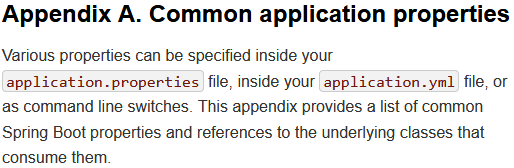 Appendix A. Common application properties
Various properties can be specified inside your
application.properties file, inside your application.yml file, or
as command line switches. This appendix provides a list of common
Spring Boot properties and references to the underlying classes that
consume them.